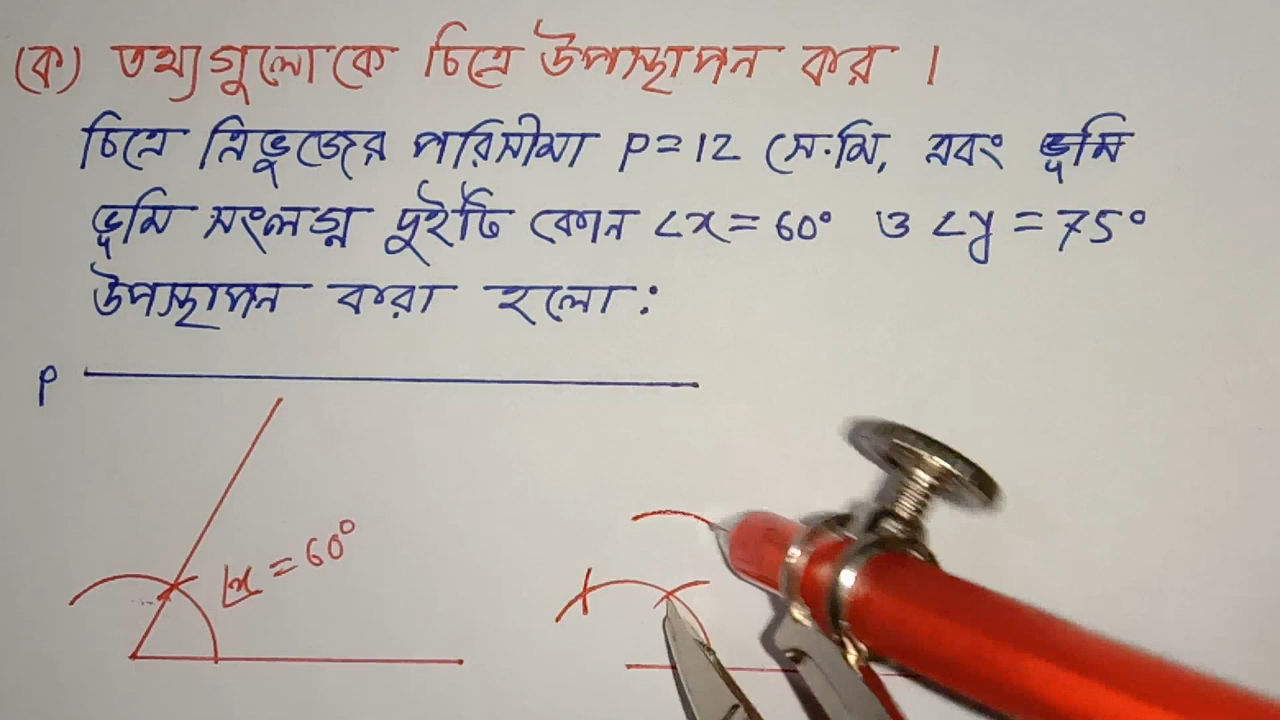 (ক) তথ্যগুলোকে চিত্রে উপস্থাপন কর ।
চিত্রে ত্রিভুজের পরিসীমা P=12 সে.মি, এবং
ভূমি সংলগ্ন দুইটি কোন ∠x=60° ও ∠y=75°
উপস্থাপন করা হলো:
P
∠x=60°